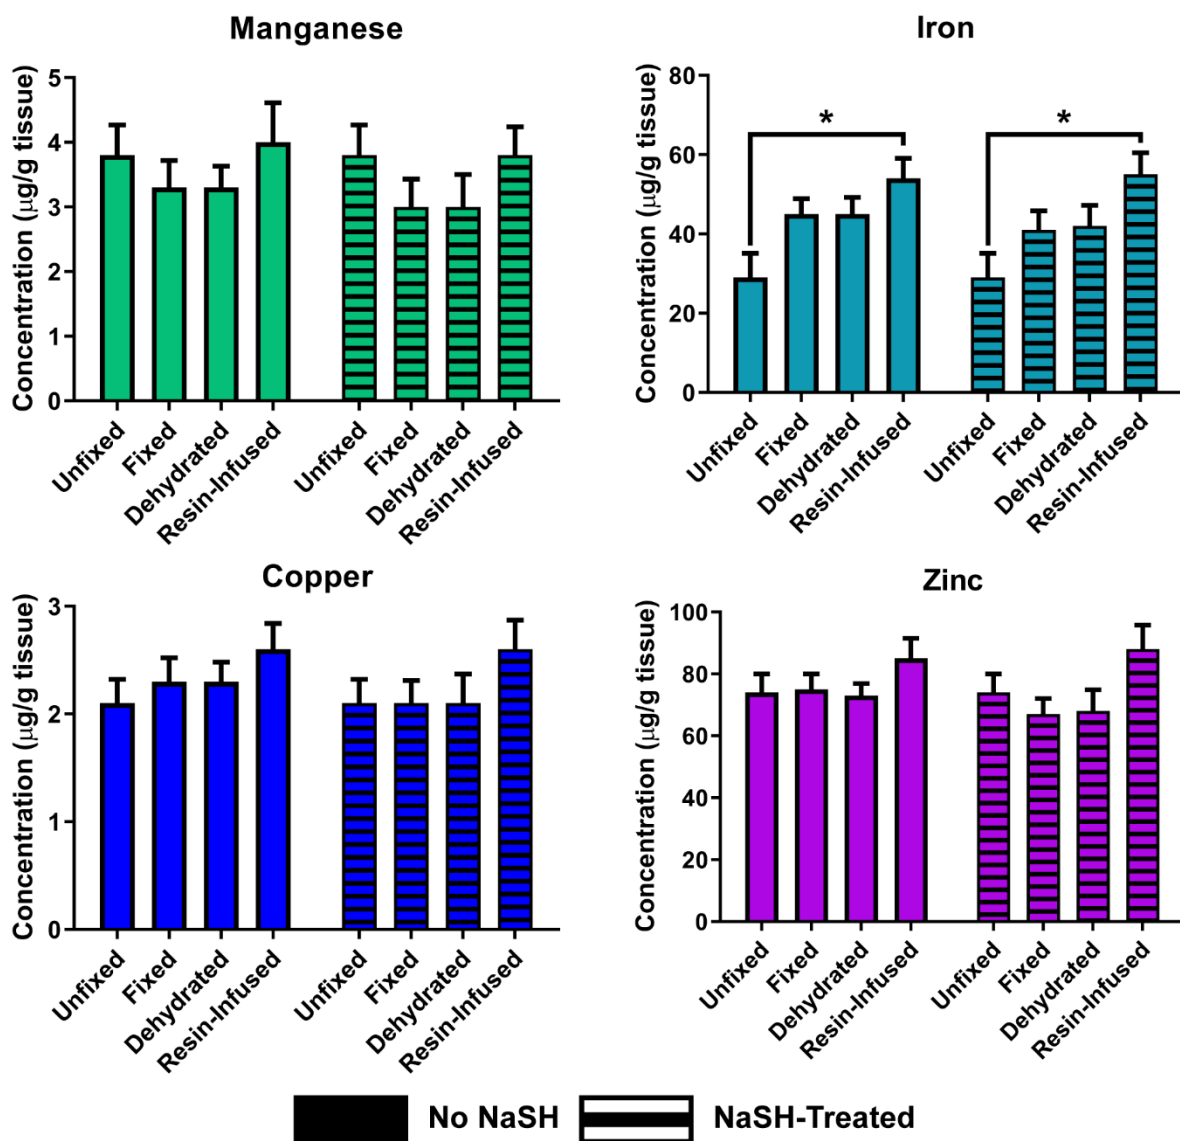 Manganese
Concentration (µg/g tissue)
5
4
3
2
1
0
Unfixed
Fixed
Dehydrated
Resin-Infused
Unfixed
Fixed
Dehydrated
Resin-Infused
Iron
Concentration (µg/g tissue)
80
60
40
20
0
*
*
Unfixed
Fixed
Dehydrated
Resin-Infused
Unfixed
Fixed
Dehydrated
Resin-Infused
Copper
Concentration (µg/g tissue)
3
2
1
0
Unfixed
Fixed
Dehydrated
Resin-Infused
Unfixed
Fixed
Dehydrated
Resin-Infused
Zinc
Concentration (µg/g tissue)
100
80
60
40
20
0
Unfixed
Fixed
Dehydrated
Resin-Infused
Unfixed
Fixed
Dehydrated
Resin-Infused
No NaSH
NaSH-Treated